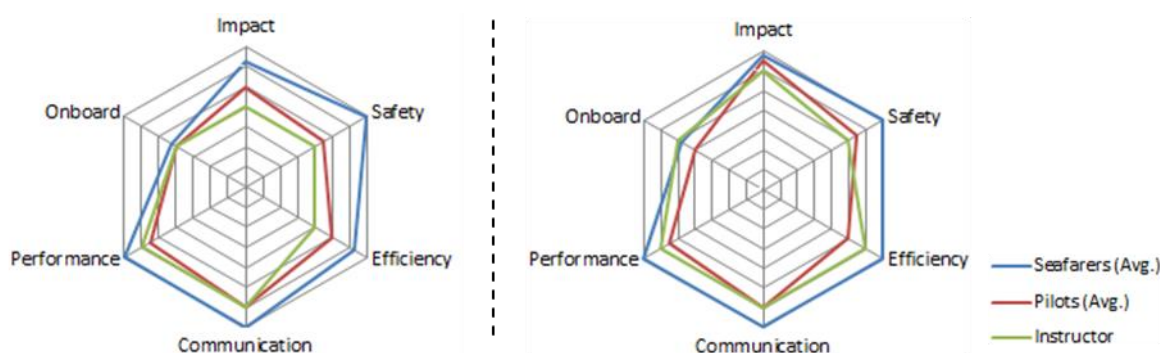 Impact
Onboard
Safety
Performance
Efficiency
Communication
Impact
Onboard
Safety
Performance
Efficiency
Communication
Seafarers (Avg.)
Pilots (Avg.)
Instructor